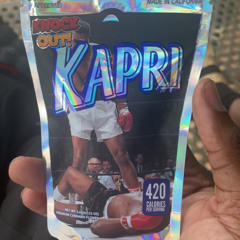 MADE IN CALIFORNIA
KNOCK
OUT!
KAPRI
420
CALORIES
PER SERVING